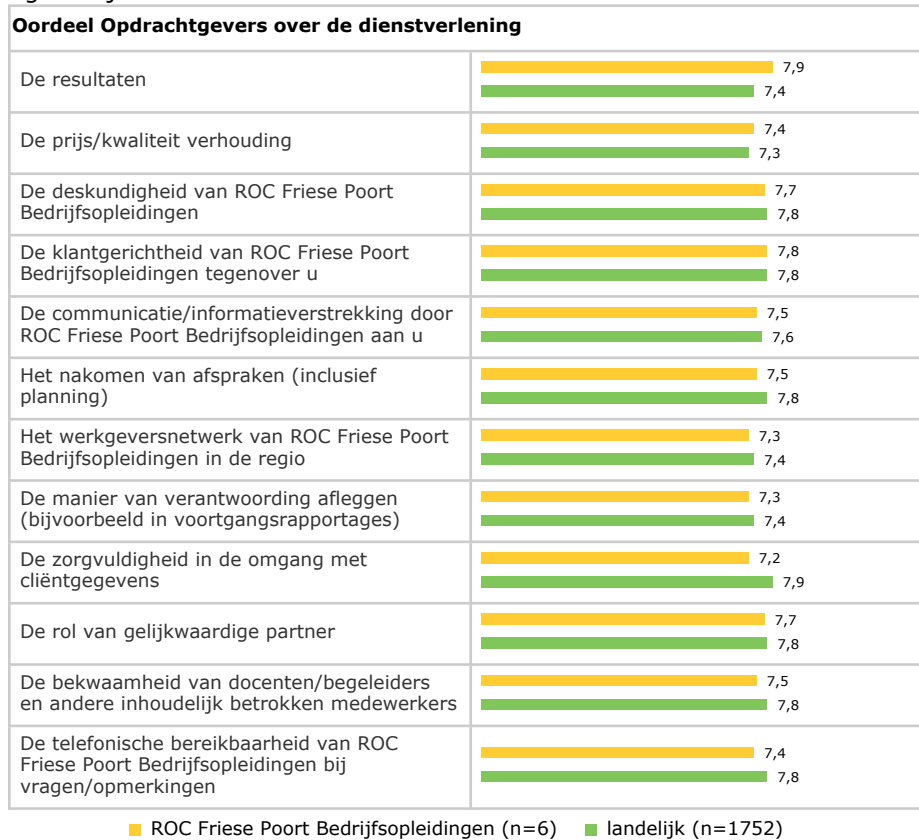 Oordeel Opdrachtgevers over de dienstverlening
De resultaten
7,9
7,4
De prijs/kwaliteit verhouding
7,4
7,3
De deskundigheid van ROC Friese Poort
Bedrijfsopleidingen
7,7
7,8
De klantgerichtheid van ROC Friese Poort
Bedrijfsopleidingen tegenover u
7,8
7,8
De communicatie/informatieverstrekking door
ROC Friese Poort Bedrijfsopleidingen aan u
7,5
7,6
Het nakomen van afspraken (inclusief
planning)
7,5
7,8
Het werkgeversnetwerk van ROC Friese Poort
Bedrijfsopleidingen in de regio
7,3
7,4
De manier van verantwoording afleggen
(bijvoorbeeld in voortgangsrapportages)
7,3
7,4
De zorgvuldigheid in de omgang met
cliëntgegevens
7,2
7,9
De rol van gelijkwaardige partner
7,7
7,8
De bekwaamheid van docenten/begeleiders
en andere inhoudelijk betrokken medewerkers
7,5
7,8
De telefonische bereikbaarheid van ROC
Friese Poort Bedrijfsopleidingen bij
vragen/opmerkingen
7,4
7,8
ROC Friese Poort Bedrijfsopleidingen (n=6) landelijk (n=1752)